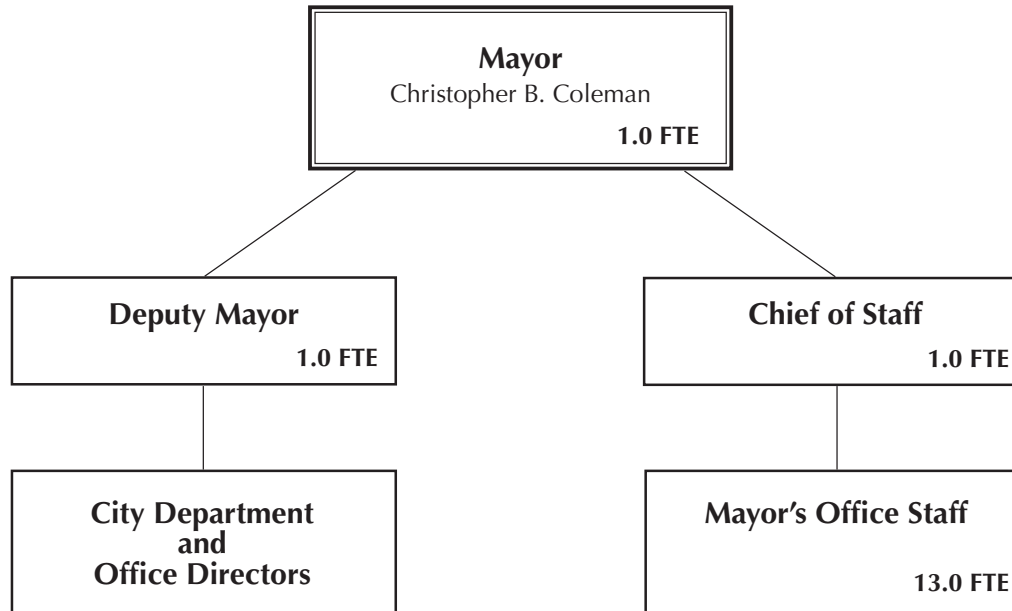 Mayor
Christopher B. Coleman
1.0 FTE
Deputy Mayor
1.0 FTE
Chief of Staff
1.0 FTE
City Department
and
Office Directors
Mayor’s Office Staff
13.0 FTE